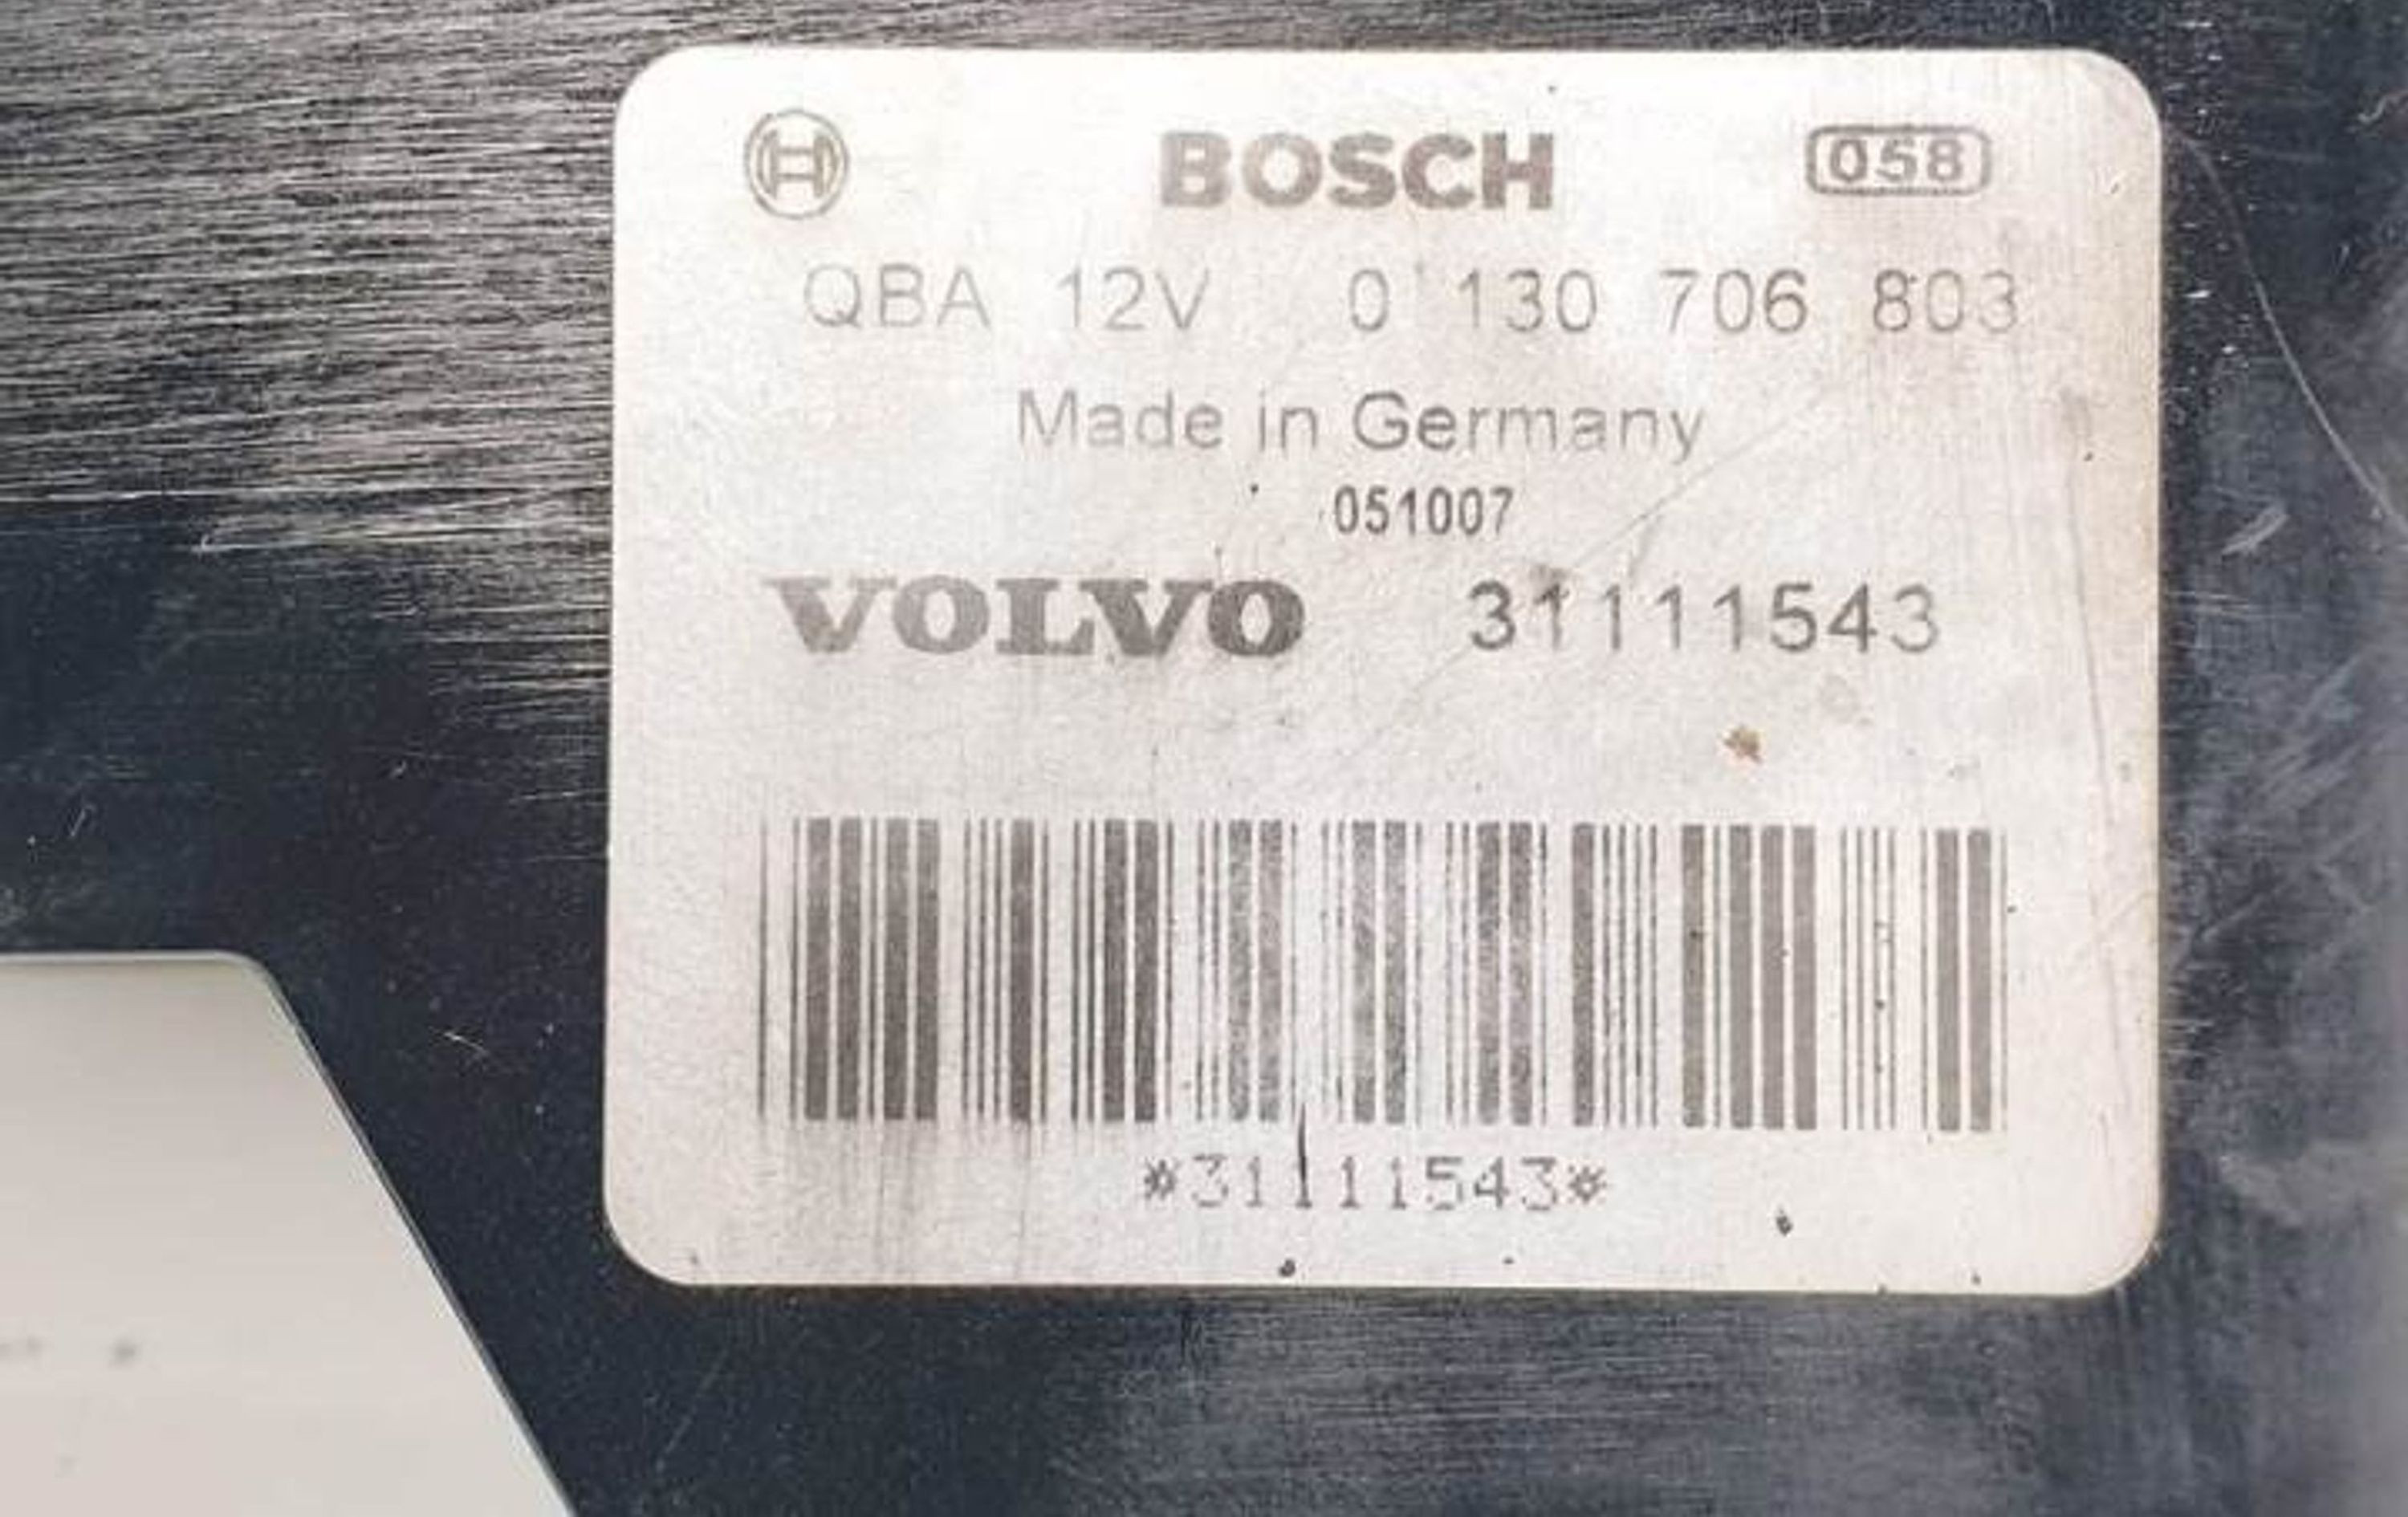 BOSCH 058
QBA 12V 0 130 706 803
Made in Germany
051007
VOLVO 31111543
*31111543*